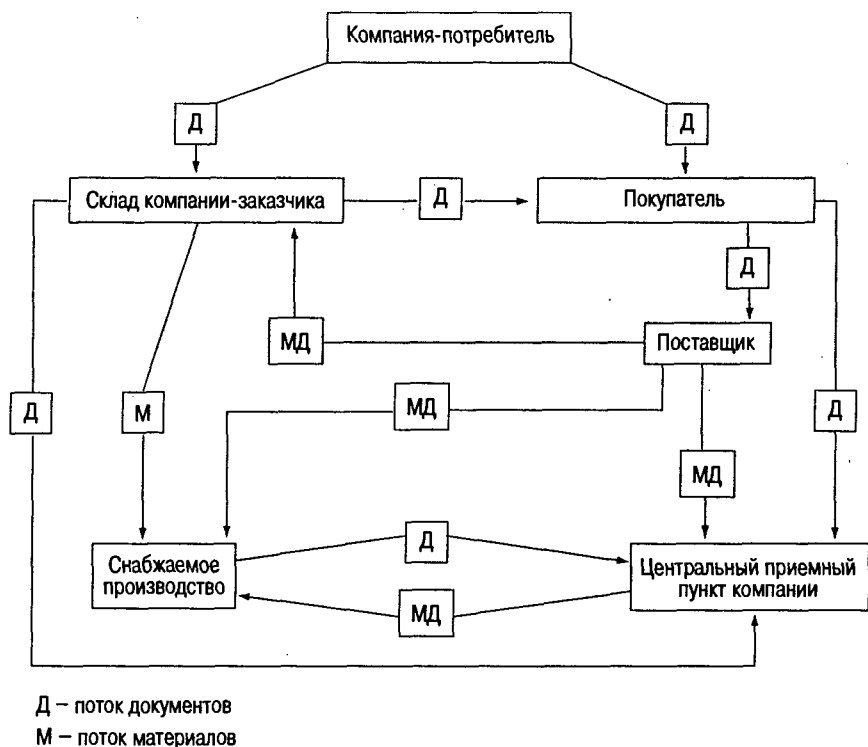 Компания-потребитель
Д
Д
Склад компании-заказчика
Д
Покупатель
Д
МД
Поставщик
Д
М
МД
Д
МД
Снабжаемое
производство
Д
МД
Центральный приемный
пункт компании
Д – поток документов
М – поток материалов